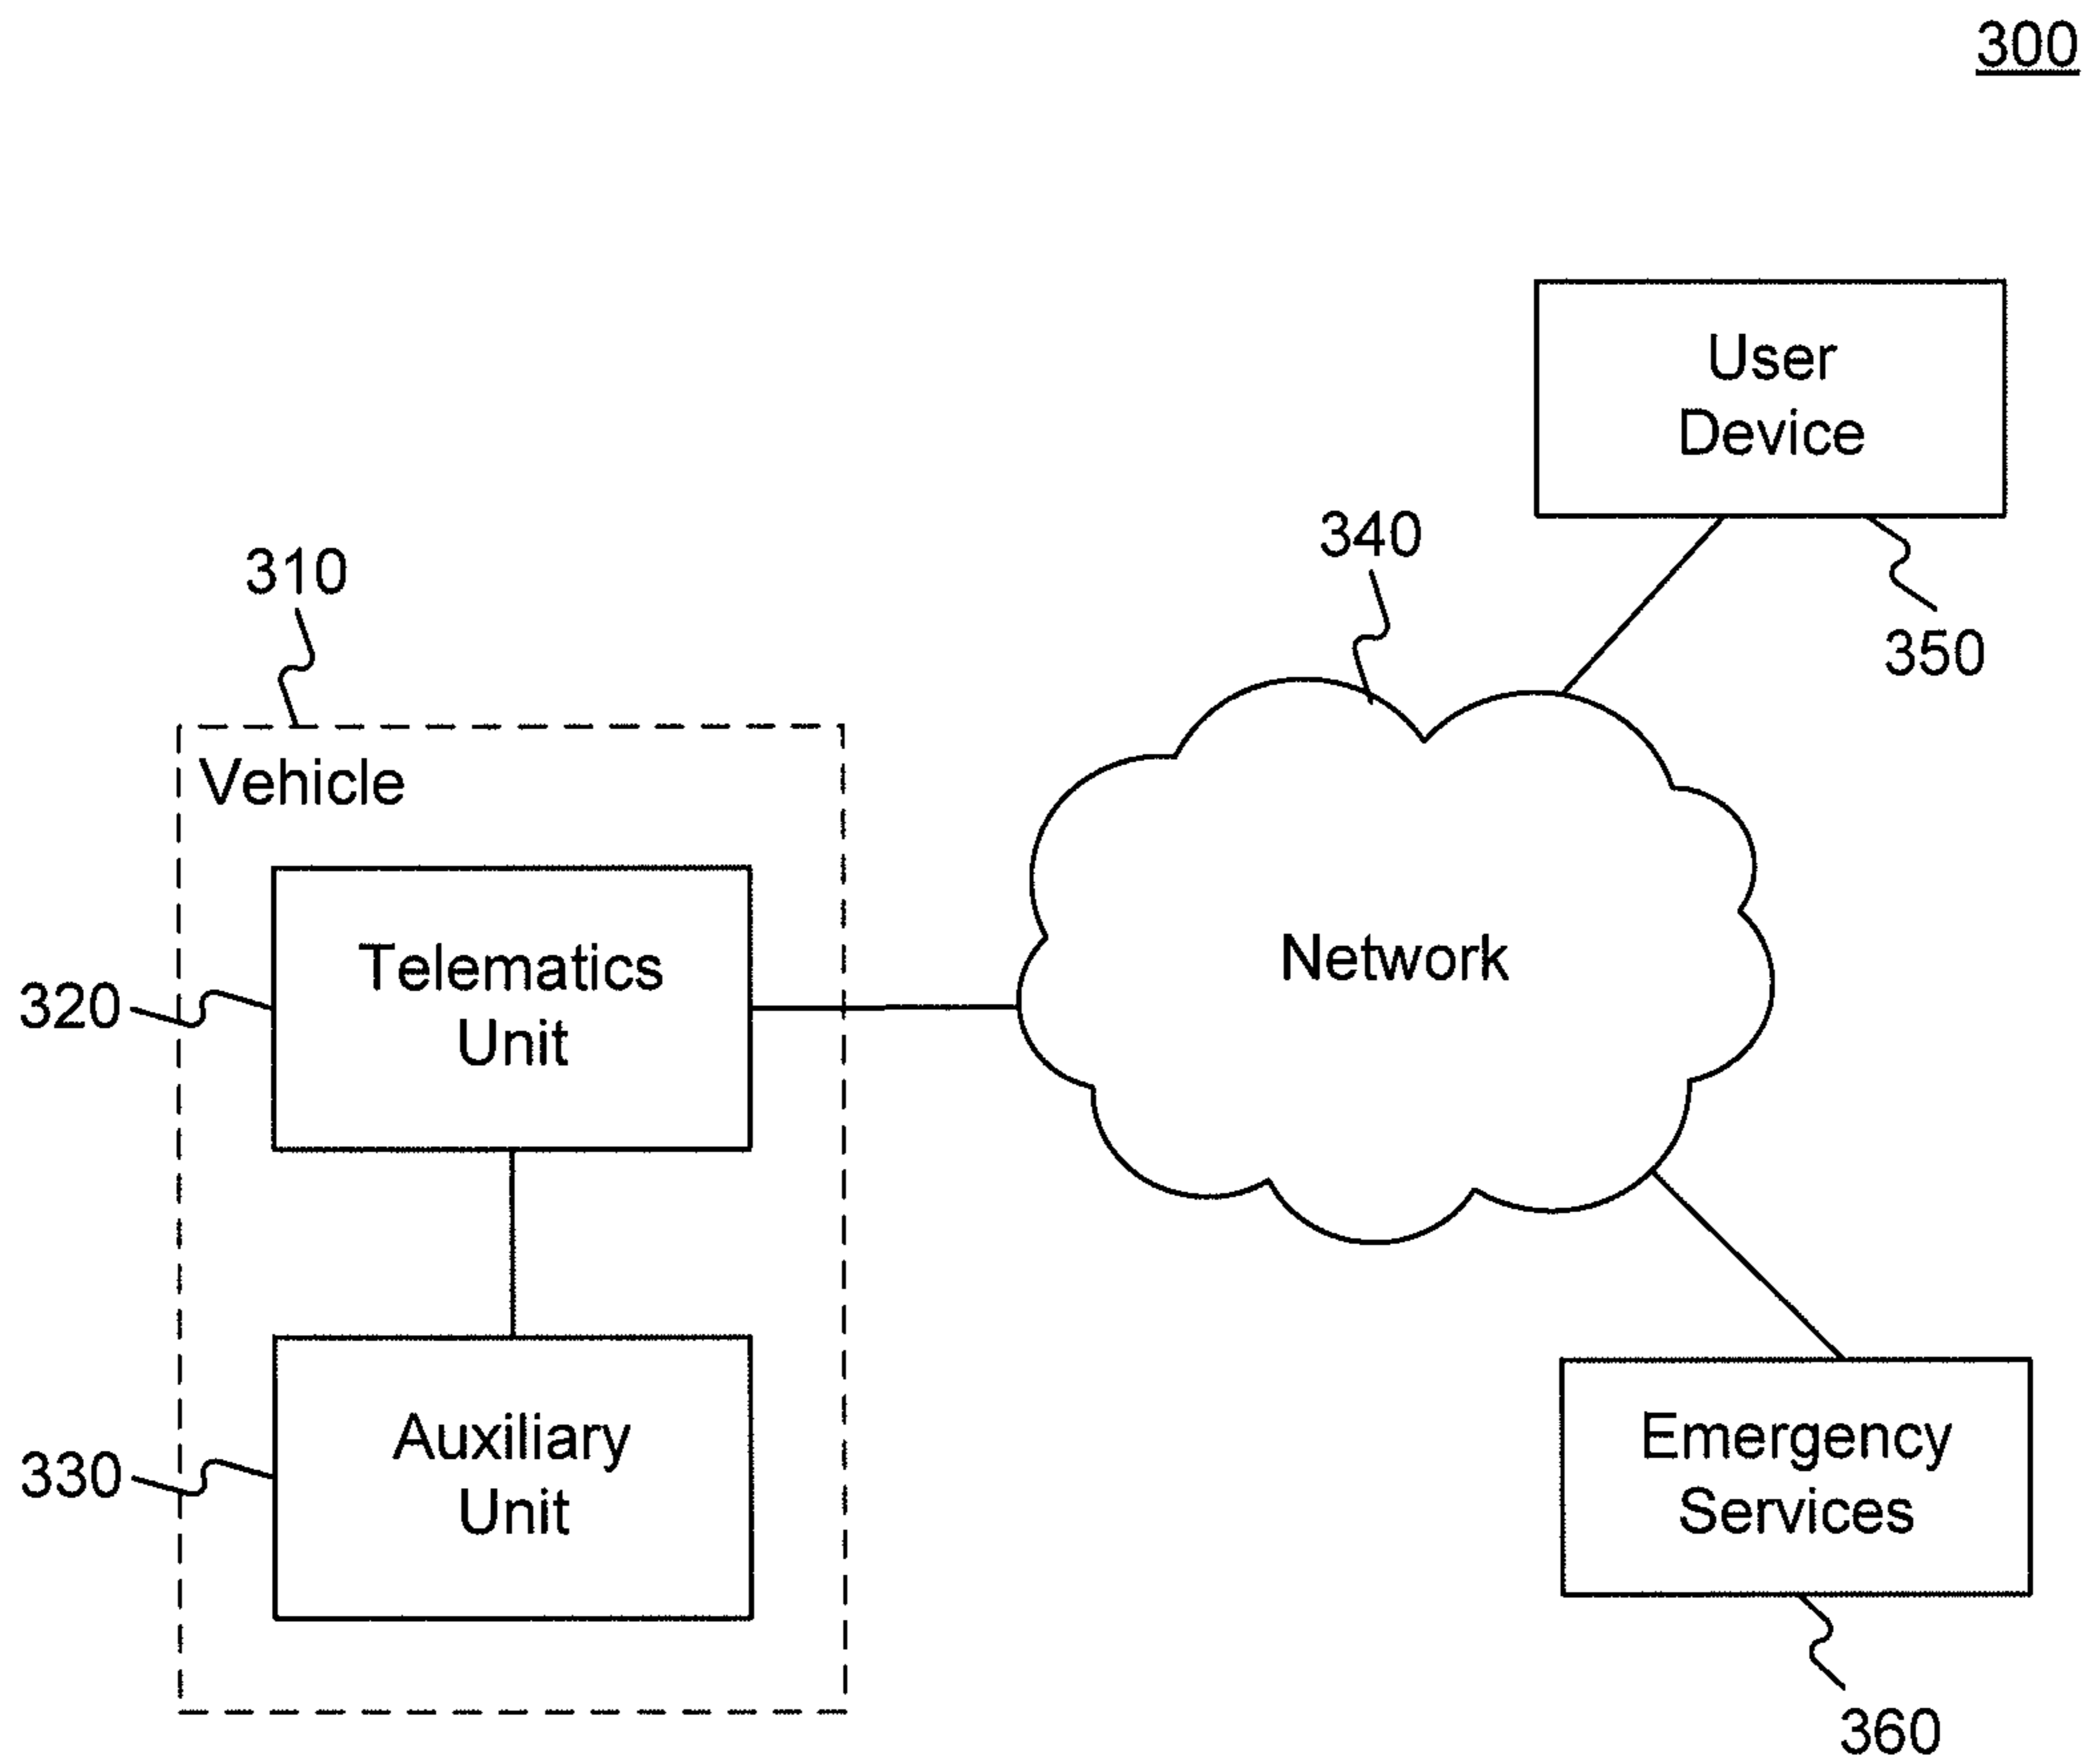 300
User
Device
340
310
350
Vehicle
Telematics
Unit
320
Network
Auxiliary
Unit
330
Emergency
Services
360